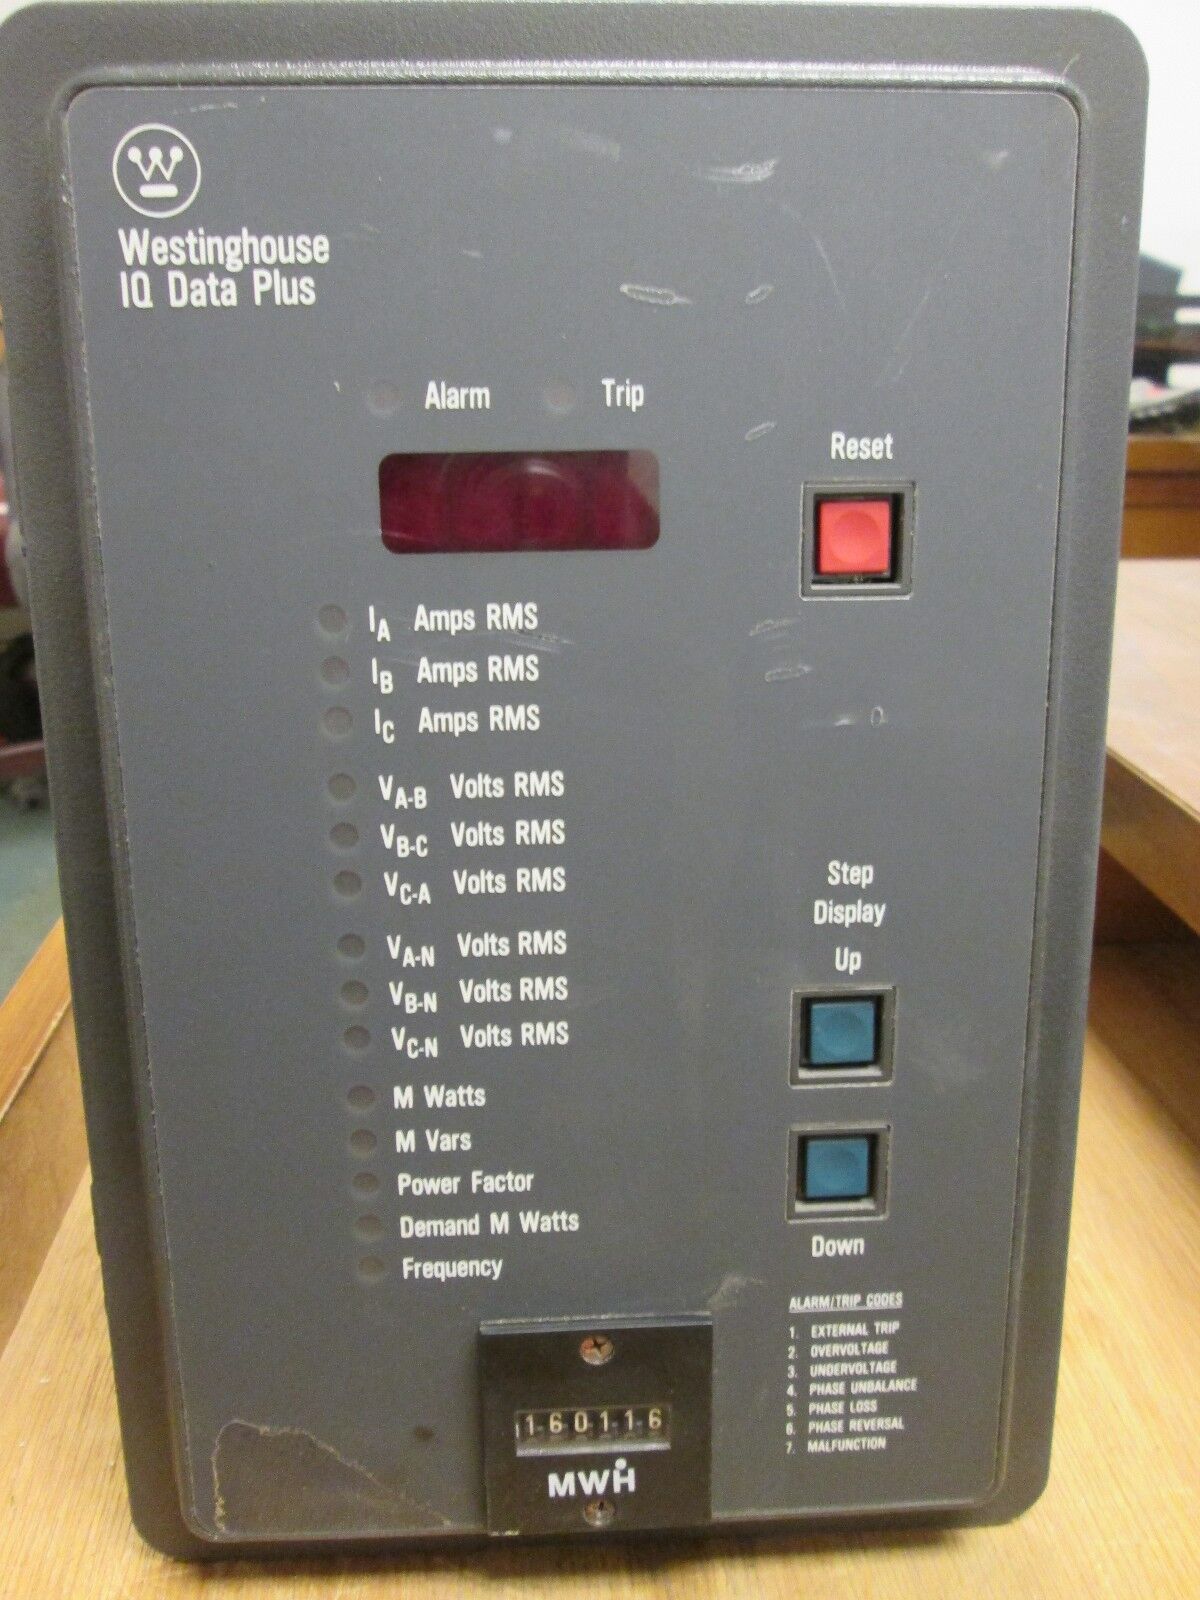 W
Westinghouse
IQ Data Plus
Alarm Trip
Reset
IA Amps RMS
IB Amps RMS
IC Amps RMS
VA-B Volts RMS
VB-C Volts RMS
VC-A Volts RMS
VA-N Volts RMS
VB-N Volts RMS
VC-N Volts RMS
M Watts
M Vars
Power Factor
Demand M Watts
Frequency
Step
Display
Up
Down
ALARM/TRIP CODES
1. EXTERNAL TRIP
2. OVERVOLTAGE
3. UNDERVOLTAGE
4. PHASE UNBALANCE
5. PHASE LOSS
6. PHASE REVERSAL
7. MALFUNCTION
160116
MWH